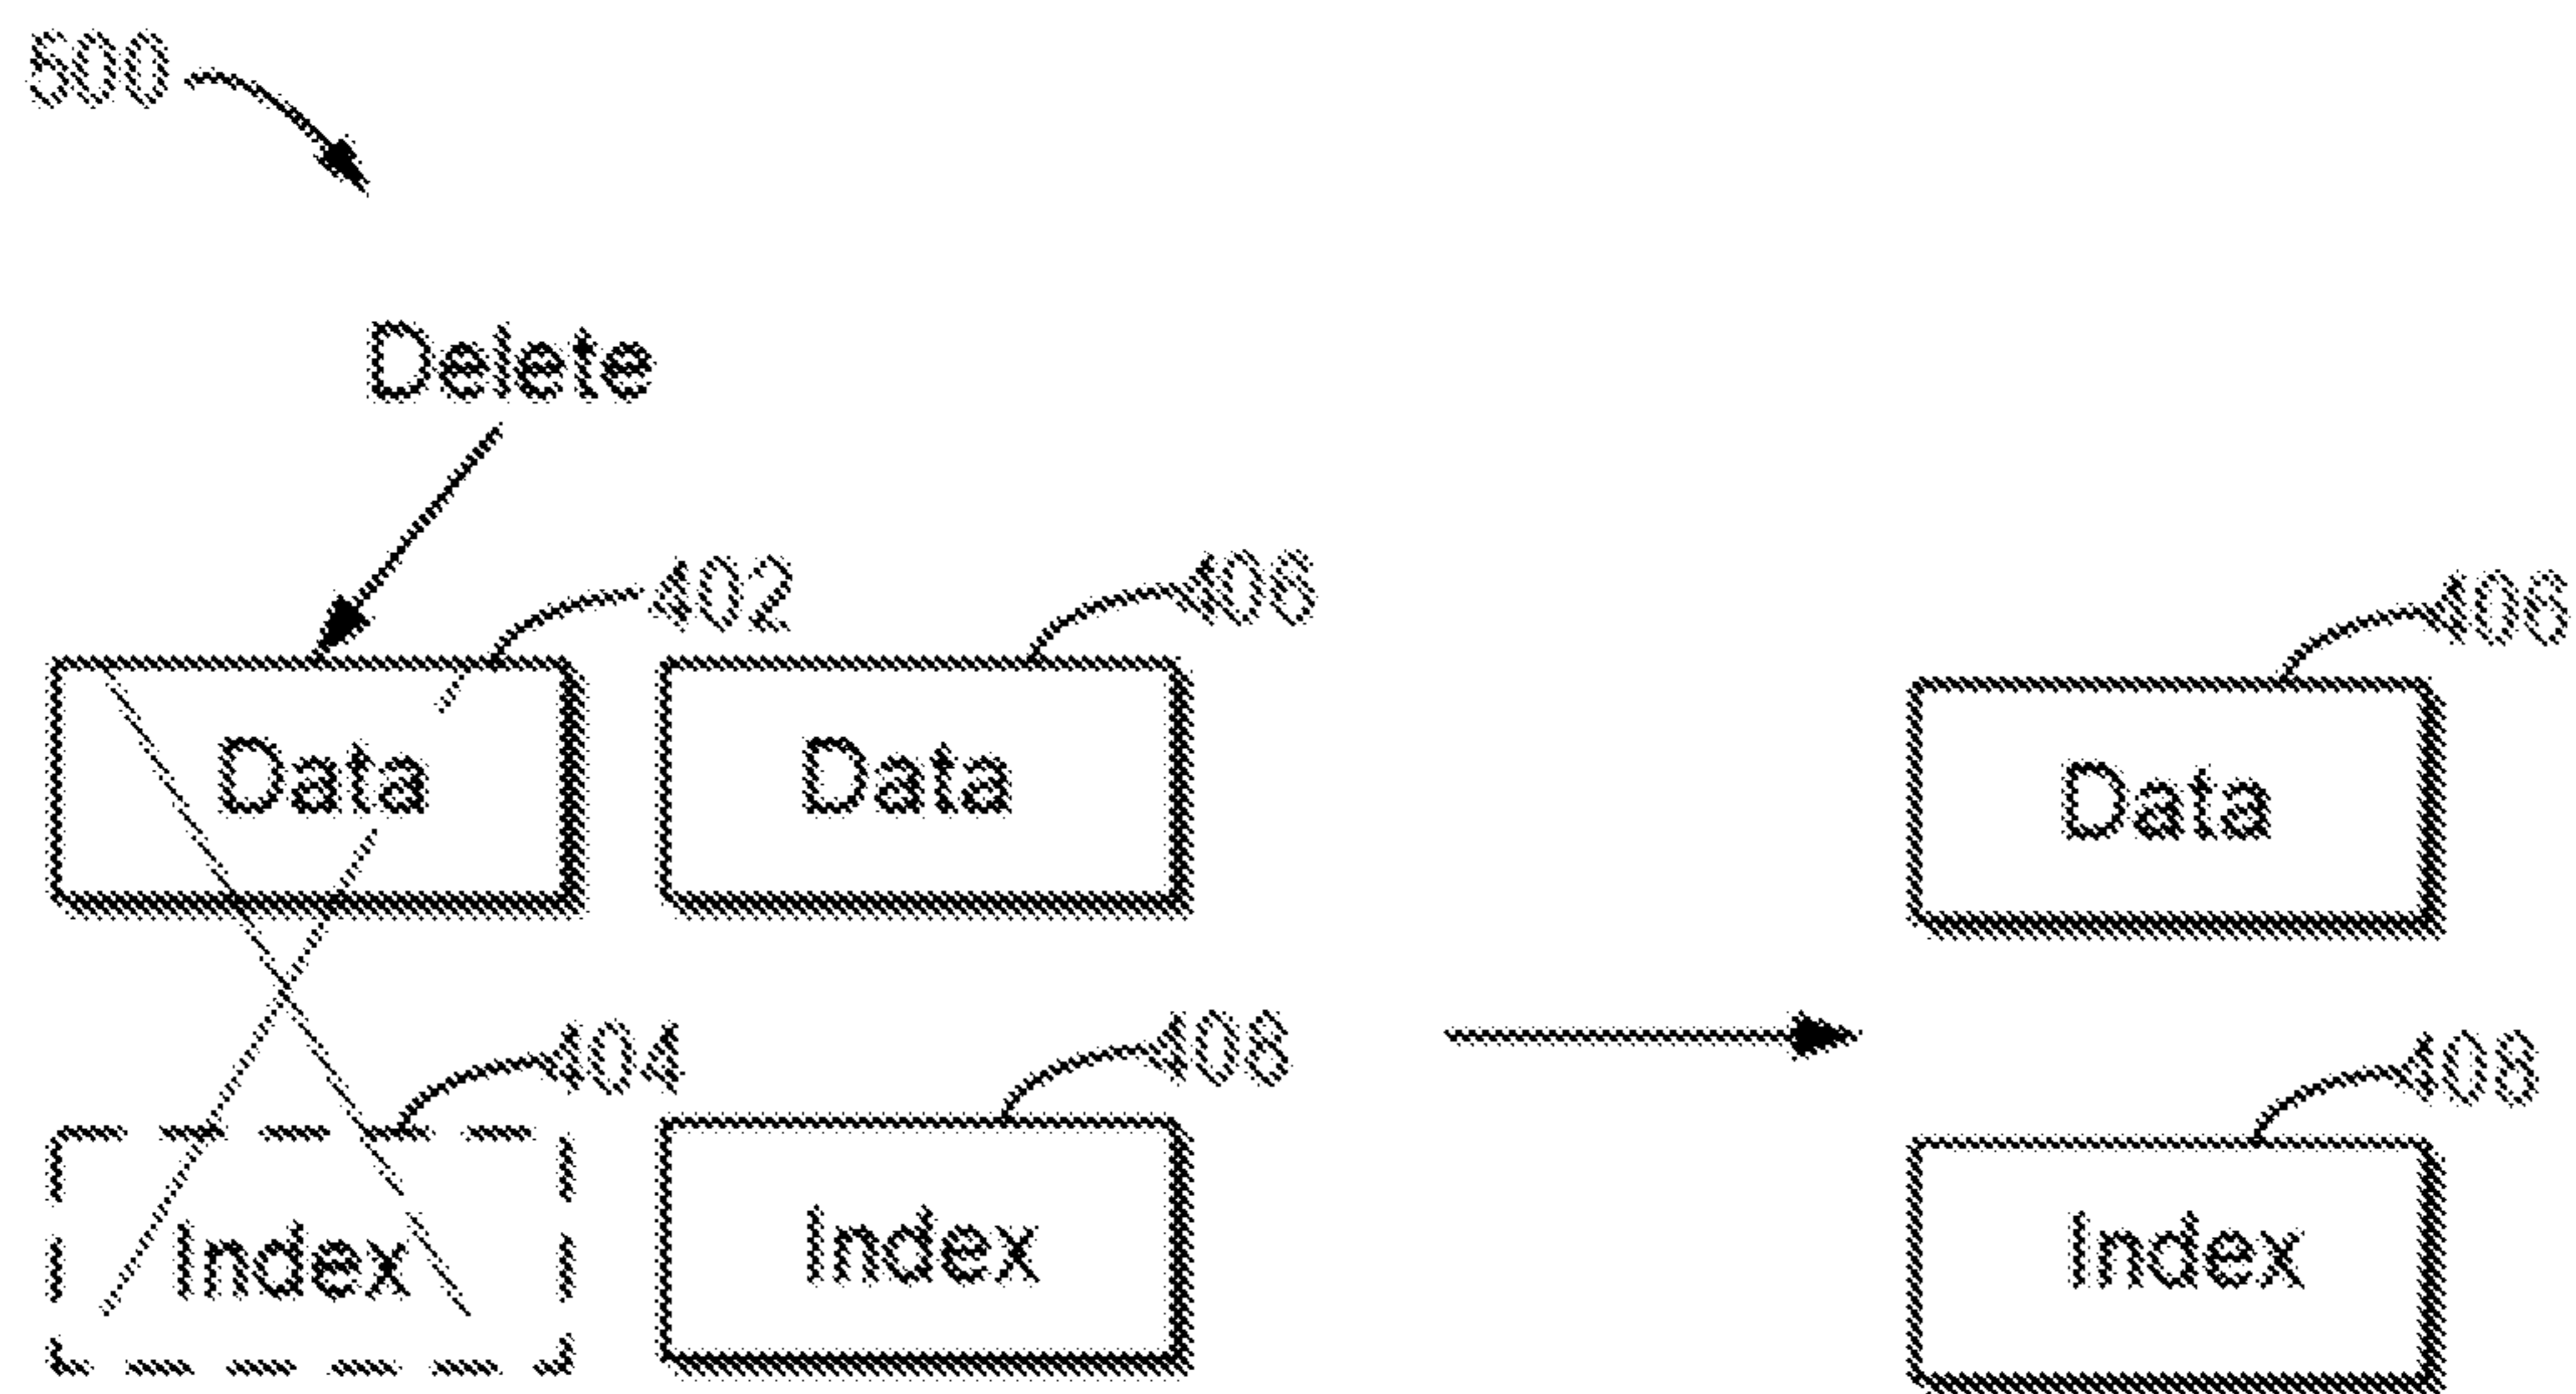 500
Delete
402 406 406
Data Data Data
404 408 408
Index Index Index